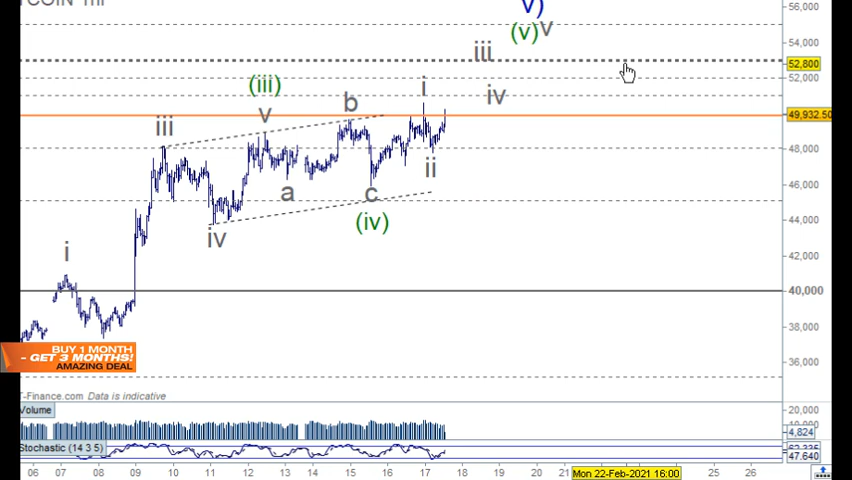 COIN 1hr
56,000
v)
(v) v
54,000
iii
52,800
52,000
(iii)
i
iv
b
v
49,932.50
iii
48,000
ii
46,000
a
c
44,000
(iv)
iv
42,000
i
40,000
38,000
BUY 1 MONTH
- GET 3 MONTHS!
AMAZING DEAL
36,000
T-Finance.com Data is indicative
Volume
20,000
4,824
Stochastic (14 3 5)
47.640
06 07 08 09 10 11 12 13 14 15 16 17 18 19 20 21 Mon 22-Feb-2021 16:00 25 26